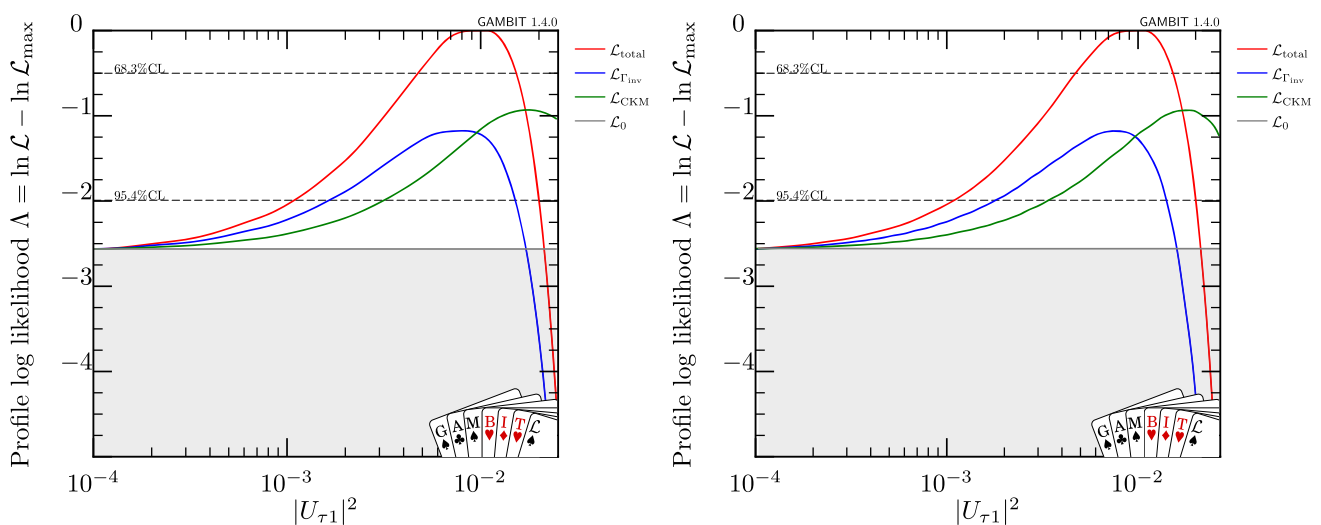 GAMBIT 1.4.0
0
−1
−2
−3
−4
Profile log likelihood Λ = ln ℒ − ln ℒmax
68.3%CL
95.4%CL
ℒtotal
ℒΓinv
ℒCKM
ℒ0
G A M B I T ℒ
10⁻⁴ 10⁻³ 10⁻²
|Uτ1|²
GAMBIT 1.4.0
0
−1
−2
−3
−4
Profile log likelihood Λ = ln ℒ − ln ℒmax
68.3%CL
95.4%CL
ℒtotal
ℒΓinv
ℒCKM
ℒ0
G A M B I T ℒ
10⁻⁴ 10⁻³ 10⁻²
|Uτ1|²